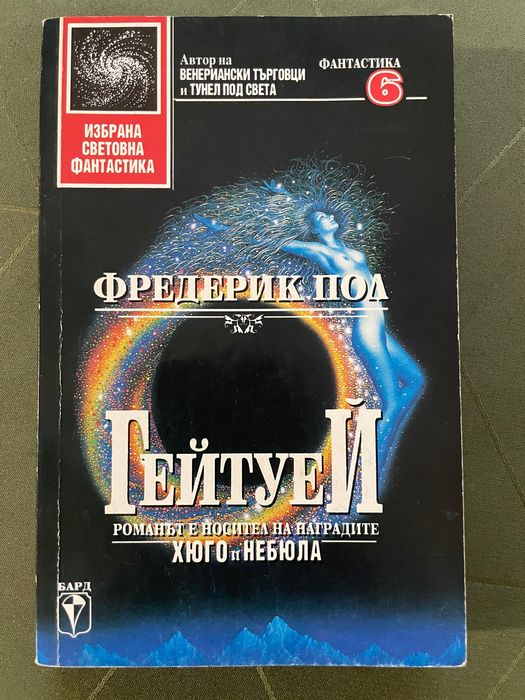 ИЗБРАНА
СВЕТОВНА
ФАНТАСТИКА
Автор на
ВЕНЕРИАНСКИ ТЪРГОВЦИ
и ТУНЕЛ ПОД СВЕТА
ФАНТАСТИКА
6
ФРЕДЕРИК ПОЛ
ГЕЙТУЕЙ
РОМАНЪТ Е НОСИТЕЛ НА НАГРАДИТЕ
ХЮГО и НЕБЮЛА
БАРД